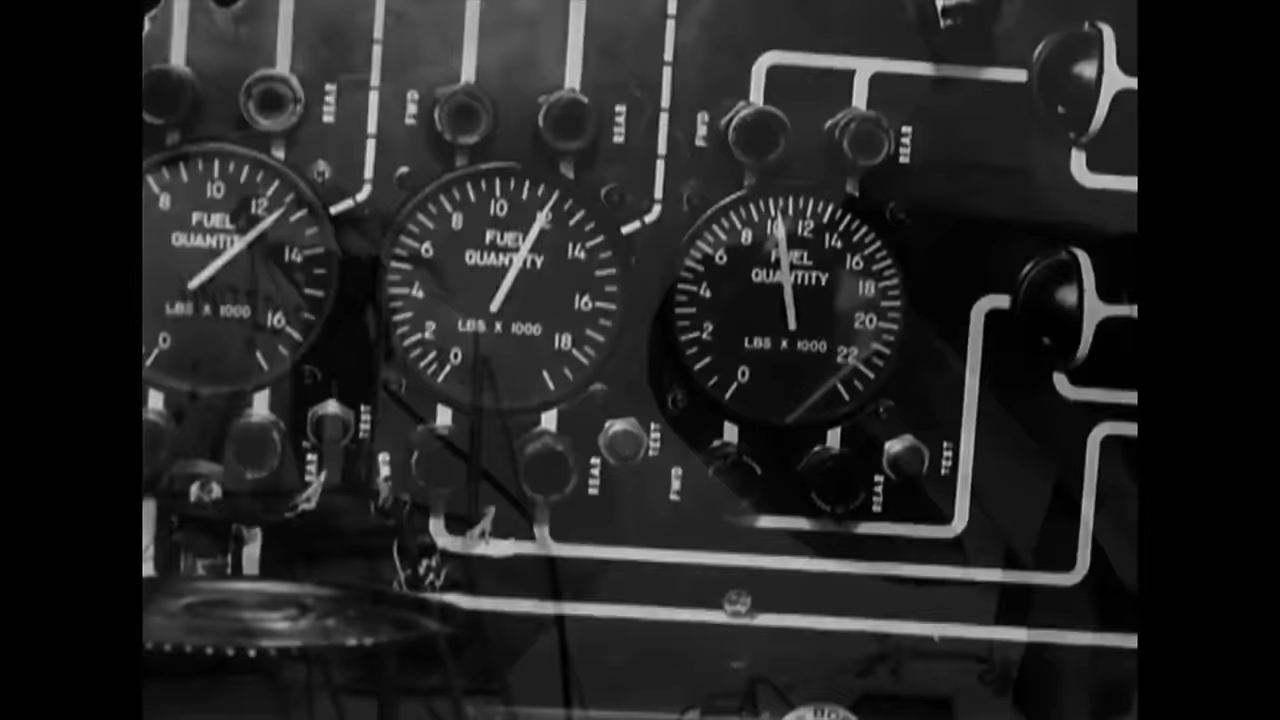 REAR
FWD
REAR
FWD
REAR
8 10 12 14 16 0
FUEL
QUANTITY
LBS X 1000
0 2 4 6 8 10 12 14 16 18
FUEL
QUANTITY
LBS X 1000
0 2 4 6 8 10 12 14 16 18 20 22
FUEL
QUANTITY
LBS X 1000
REAR
TEST
FWD
REAR
TEST
FWD
REAR
TEST